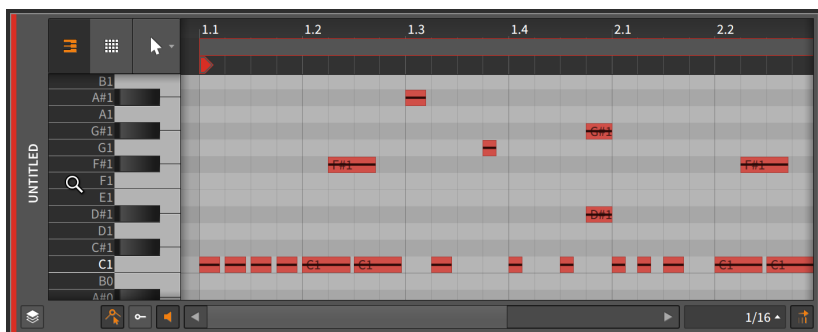 1.1 1.2 1.3 1.4 2.1 2.2
B1
A#1
A1
G#1 G#1
G1
F#1 F#1 F#1
F1
E1
D#1 D#1
D1
C#1
C1 C1 C1 C1 C1
B0
A#0
UNTITLED
1/16